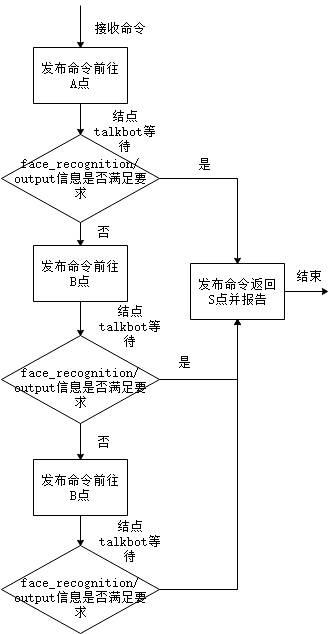 接收命令
发布命令前往
A点
结点
talkbot等
待
face_recognition/
output信息是否满足要
求
是
否
发布命令前往
B点
发布命令返回
S点并报告
结束
结点
talkbot等
待
face_recognition/
output信息是否满足要
求
是
否
发布命令前往
B点
结点
talkbot等
待
face_recognition/
output信息是否满足要
求